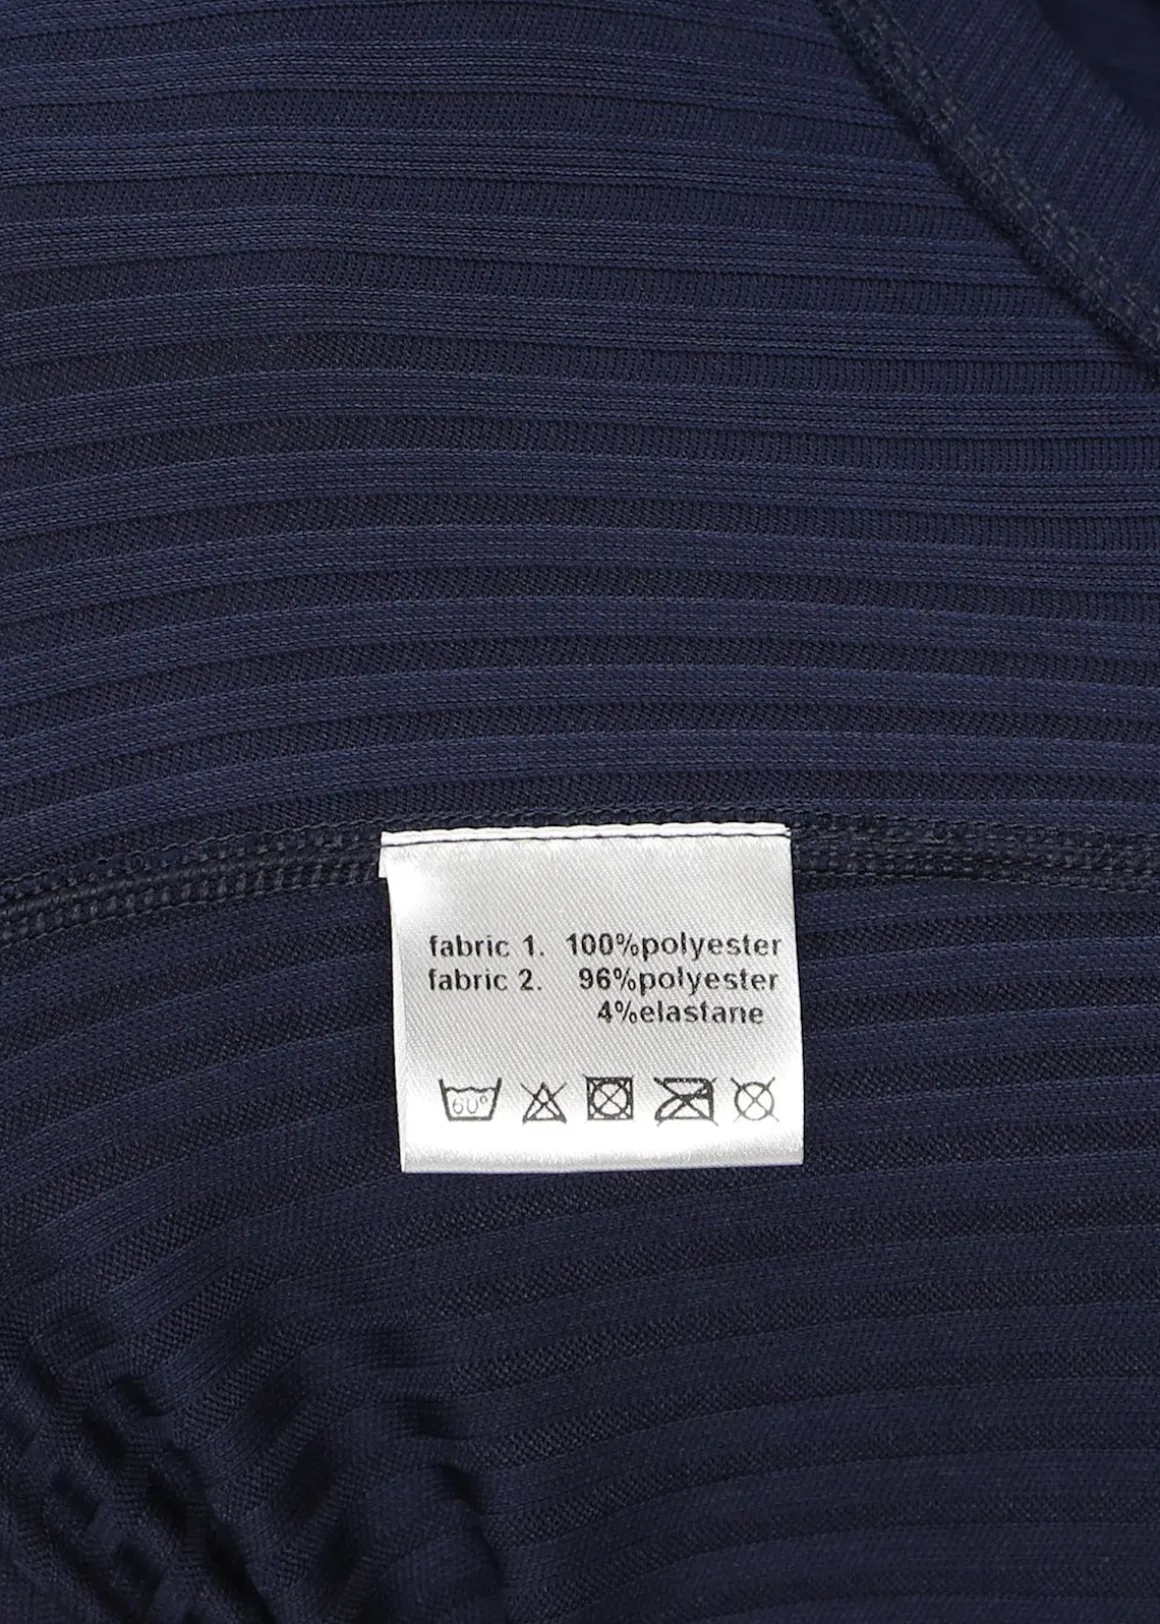 fabric 1. 100%polyester
fabric 2. 96%polyester
4%elastane
60°